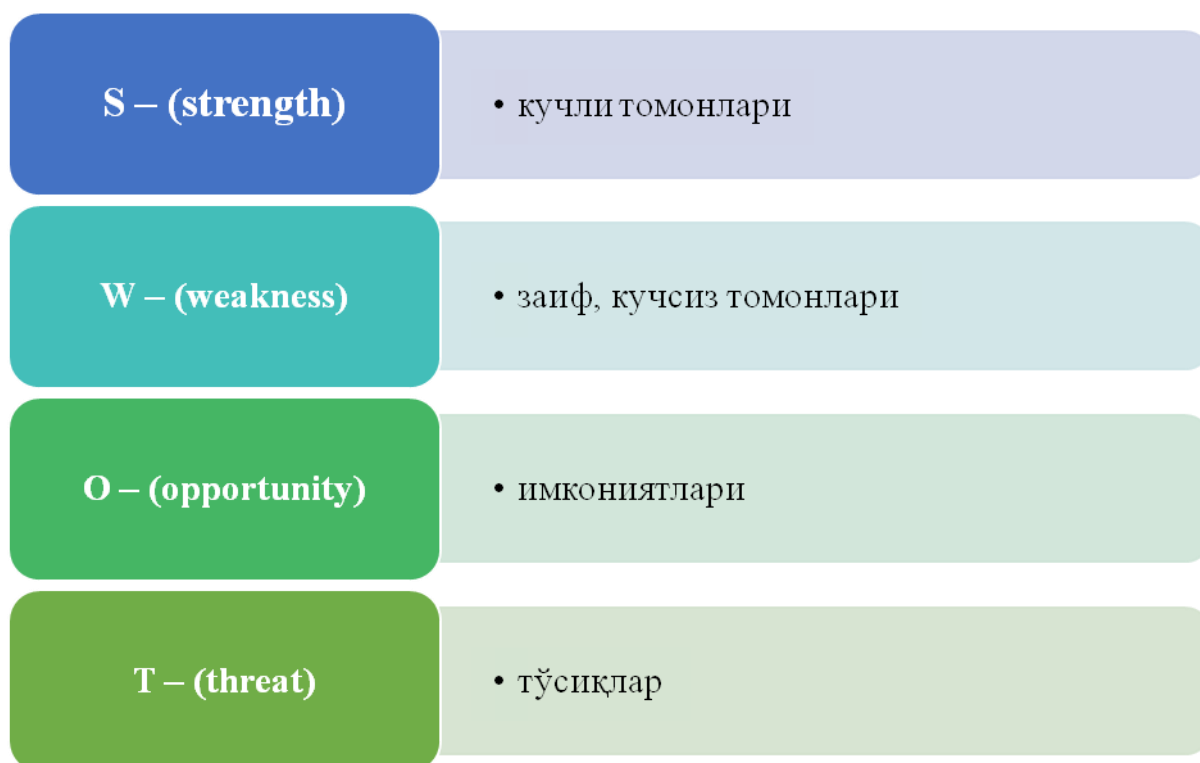 S – (strength)
• кучли томонлари
W – (weakness)
• заиф, кучсиз томонлари
O – (opportunity)
• имкониятлари
T – (threat)
• тўсиқлар